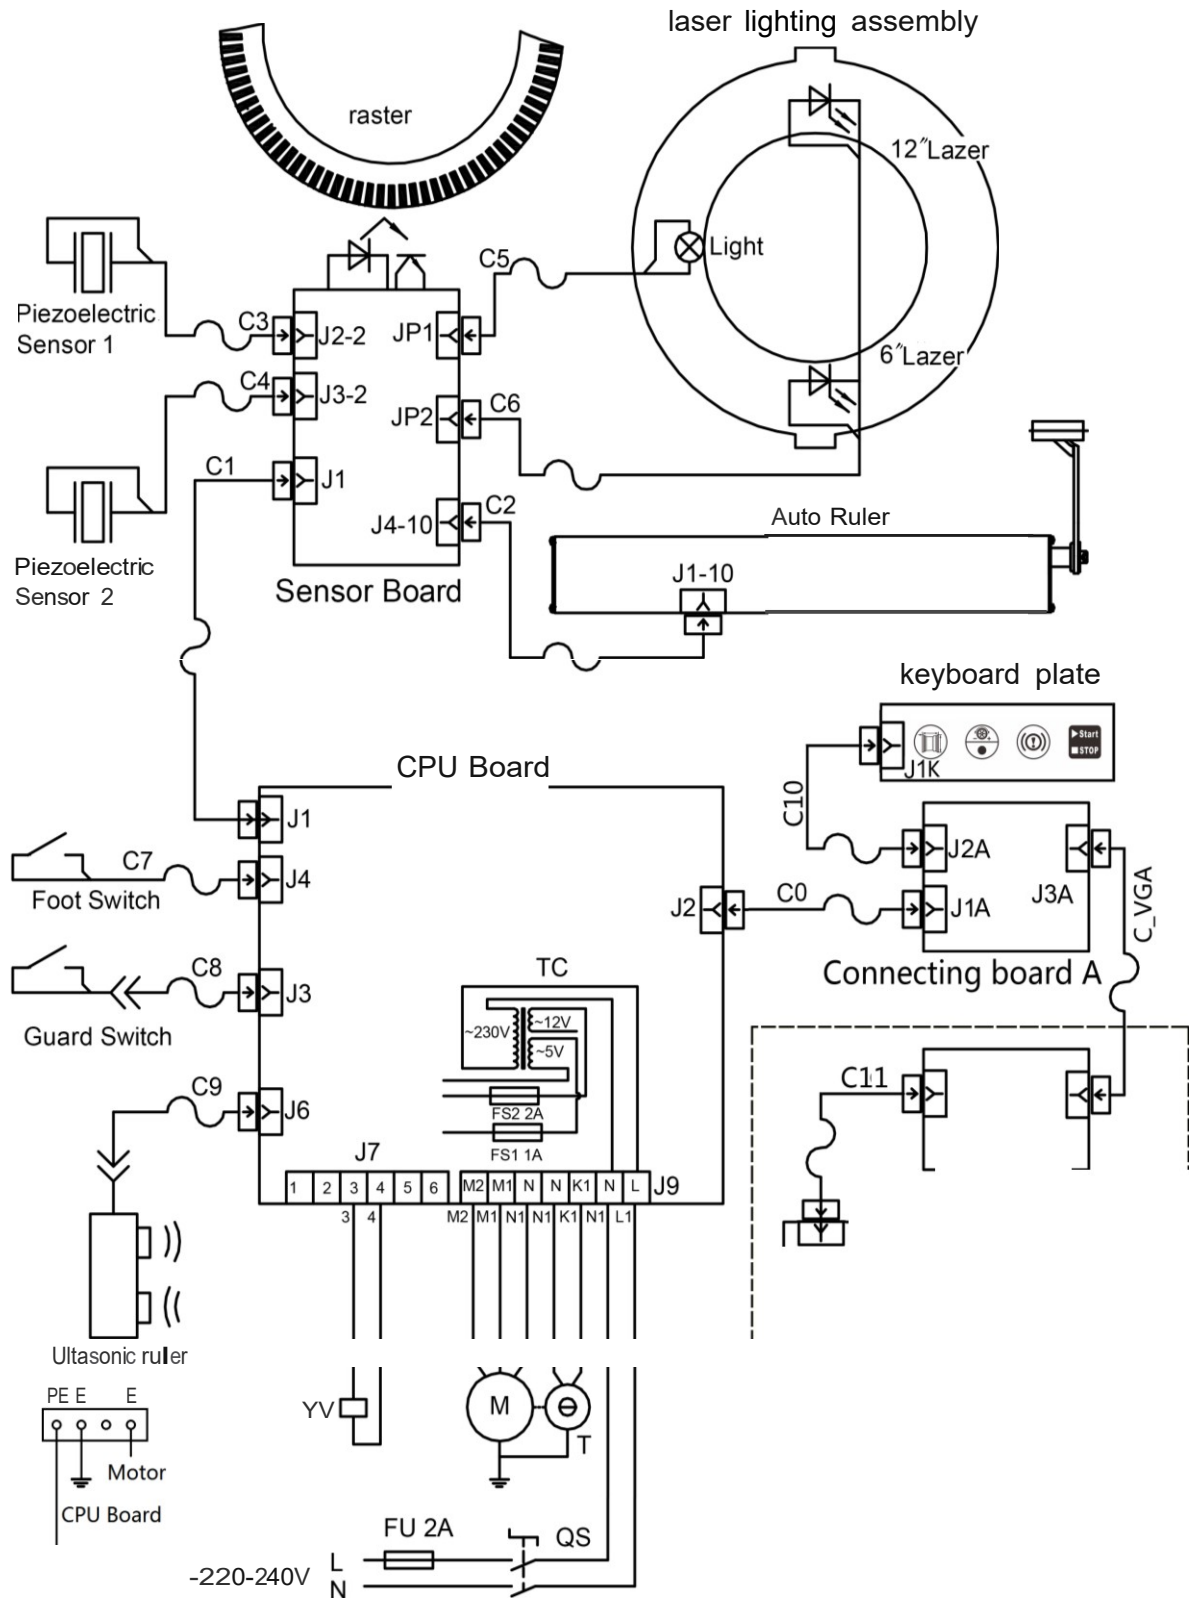 laser lighting assembly
raster
12″Lazer
Light
C5
Piezoelectric
Sensor 1
C3
J2-2
JP1
6″Lazer
C4
J3-2
JP2
C6
C1
J1
J4-10
C2
Auto Ruler
Piezoelectric
Sensor 2
Sensor Board
J1-10
keyboard plate
Start
STOP
J1K
CPU Board
C10
J1
C7
J4
Foot Switch
J2A
J2
C0
J1A
J3A
C_VGA
C8
J3
TC
Connecting board A
Guard Switch
~230V
~12V
~5V
C9
J6
C11
FS2 2A
FS1 1A
J7
1 2 3 4 5 6
M2 M1 N N K1 N L
J9
3 4
M2 M1 N1 N1 K1 N1 L1
Ultasonic ruler
PE E E
YV
M
T
Motor
CPU Board
FU 2A
QS
L
-220-240V
N